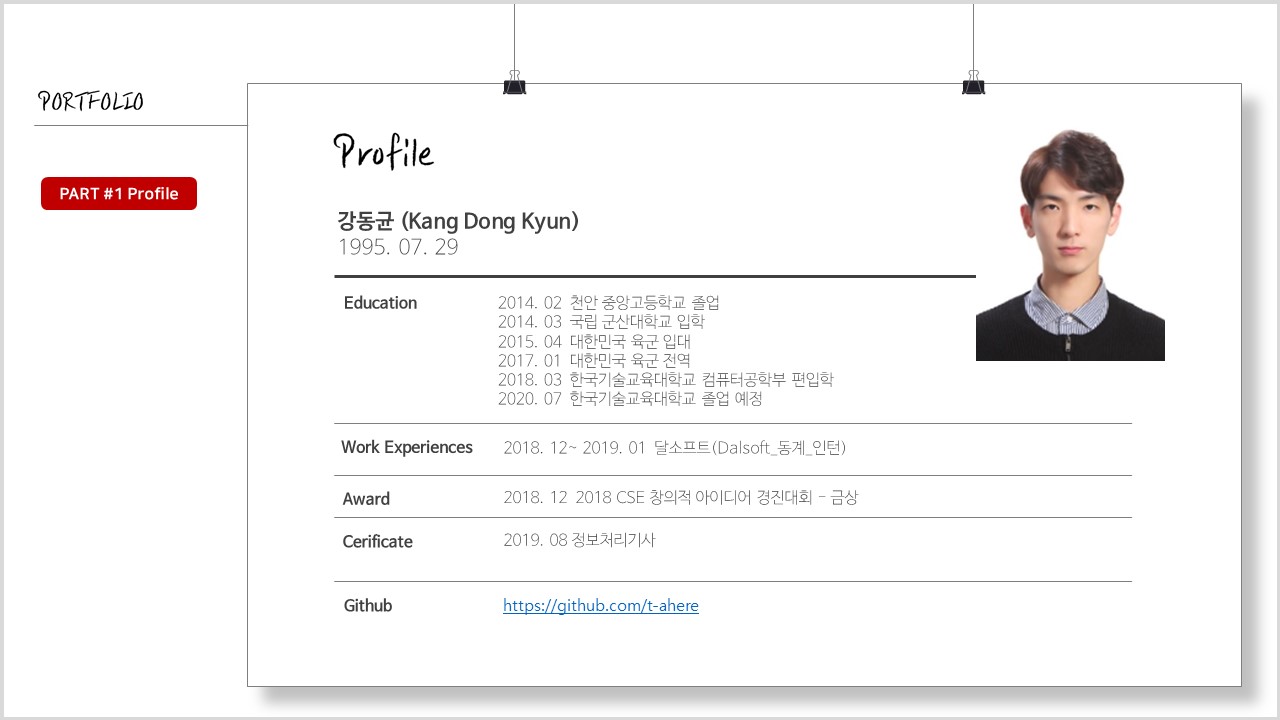 PORTFOLIO
PART #1 Profile
Profile
강동균 (Kang Dong Kyun)
1995. 07. 29
Education
2014. 02 천안 중앙고등학교 졸업
2014. 03 국립 군산대학교 입학
2015. 04 대한민국 육군 입대
2017. 01 대한민국 육군 전역
2018. 03 한국기술교육대학교 컴퓨터공학부 편입학
2020. 07 한국기술교육대학교 졸업 예정
Work Experiences 2018. 12~ 2019. 01 달소프트(Dalsoft_동계_인턴)
Award 2018. 12 2018 CSE 창의적 아이디어 경진대회 – 금상
Cerificate 2019. 08 정보처리기사
Github https://github.com/t-ahere